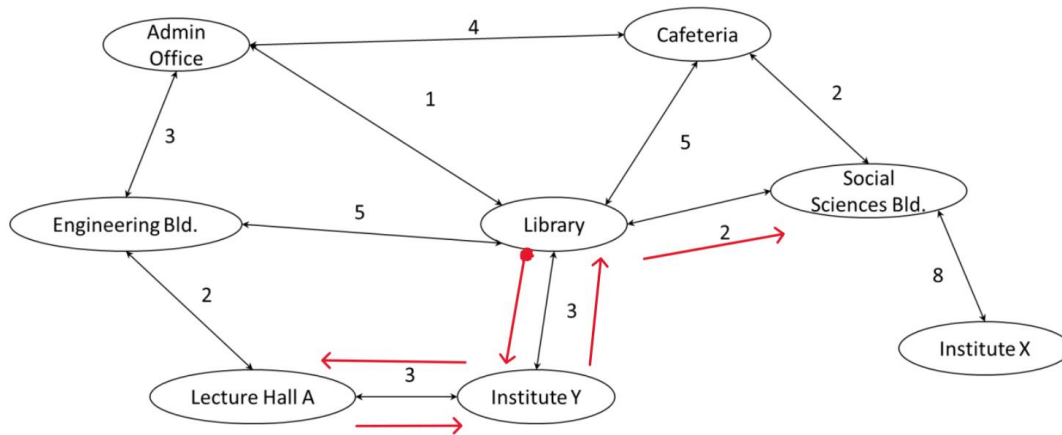 Admin
Office
4
Cafeteria
1
2
3
5
Social
Sciences Bld.
Engineering Bld.
5
Library
2
2
3
8
Institute X
Lecture Hall A
3
Institute Y